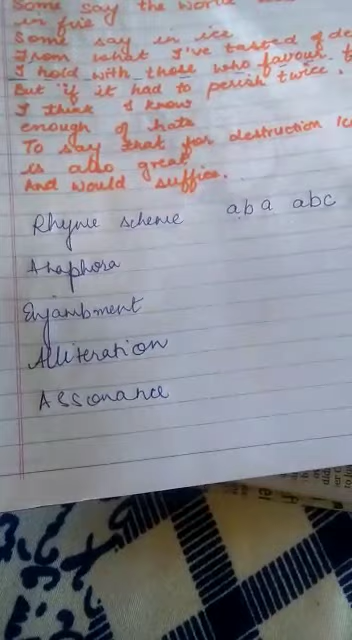 Some say the world
in fire
Some say in ice
From what I've tasted of de
I hold with those who favour f
But if it had to perish twice,
I think I know
enough of hate
To say that for destruction ice
is also great
And would suffice.
Rhyme scheme aba abc
Anaphora
Enjambment
Alliteration
Assonance